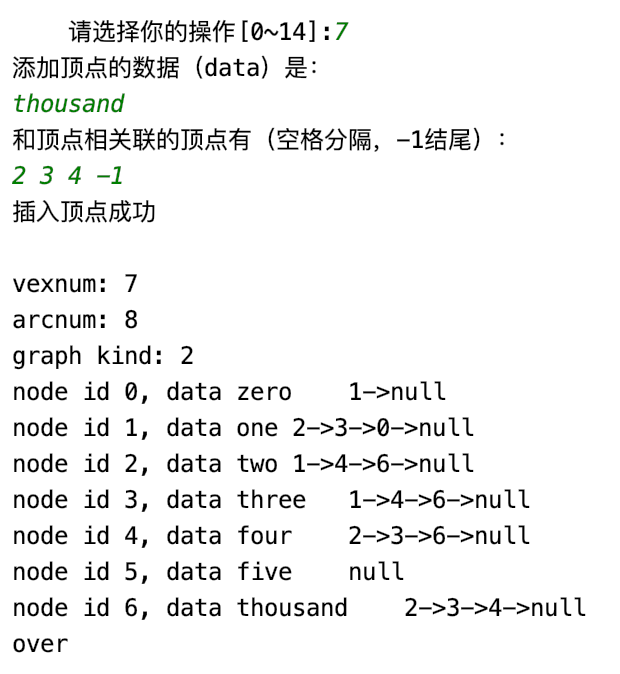 请选择你的操作[0~14]:7
添加顶点的数据（data）是：
thousand
和顶点相关联的顶点有（空格分隔，-1结尾）：
2 3 4 -1
插入顶点成功
vexnum: 7
arcnum: 8
graph kind: 2
node id 0, data zero    1->null
node id 1, data one 2->3->0->null
node id 2, data two 1->4->6->null
node id 3, data three   1->4->6->null
node id 4, data four    2->3->6->null
node id 5, data five    null
node id 6, data thousand    2->3->4->null
over